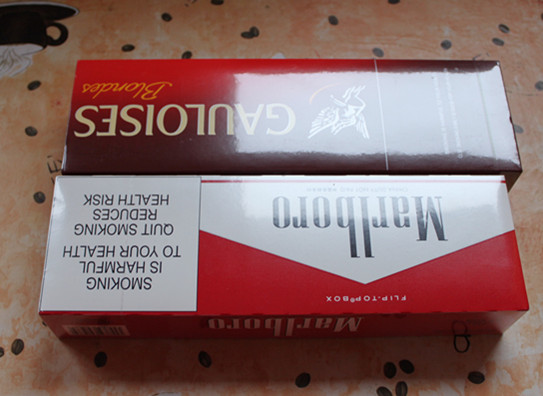 GAULOISES
Blondes
Marlboro
FLIP-TOP® BOX
SMOKING
IS HARMFUL
TO YOUR HEALTH
QUIT SMOKING
REDUCES
HEALTH RISK
Marlboro